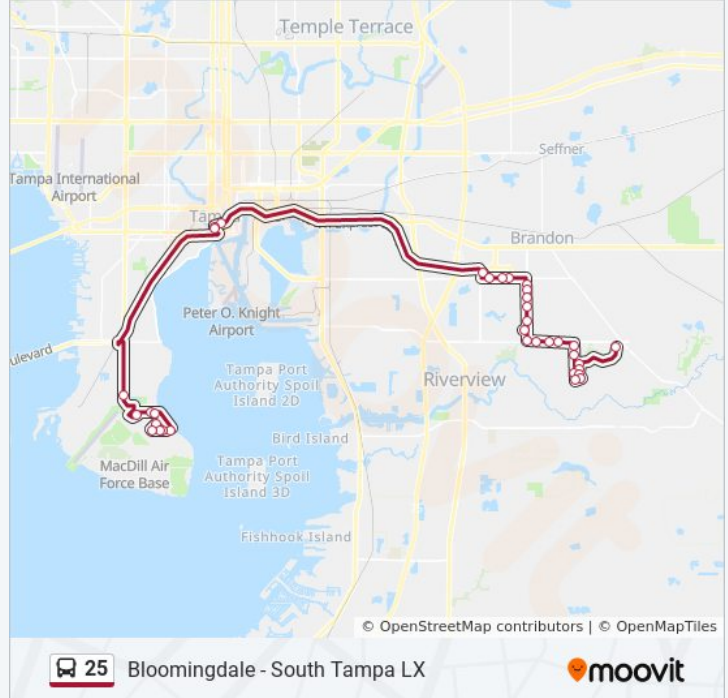 Temple Terrace
Seffner
Tampa International
Airport
Brandon
Peter O. Knight
Airport
Tampa Port
Authority Spoil
Island 2D
Riverview
Bird Island
MacDill Air
Force Base
Tampa Port
Authority Spoil
Island 3D
Fishhook Island
© OpenStreetMap contributors | © OpenMapTiles
25 Bloomingdale - South Tampa LX
moovit